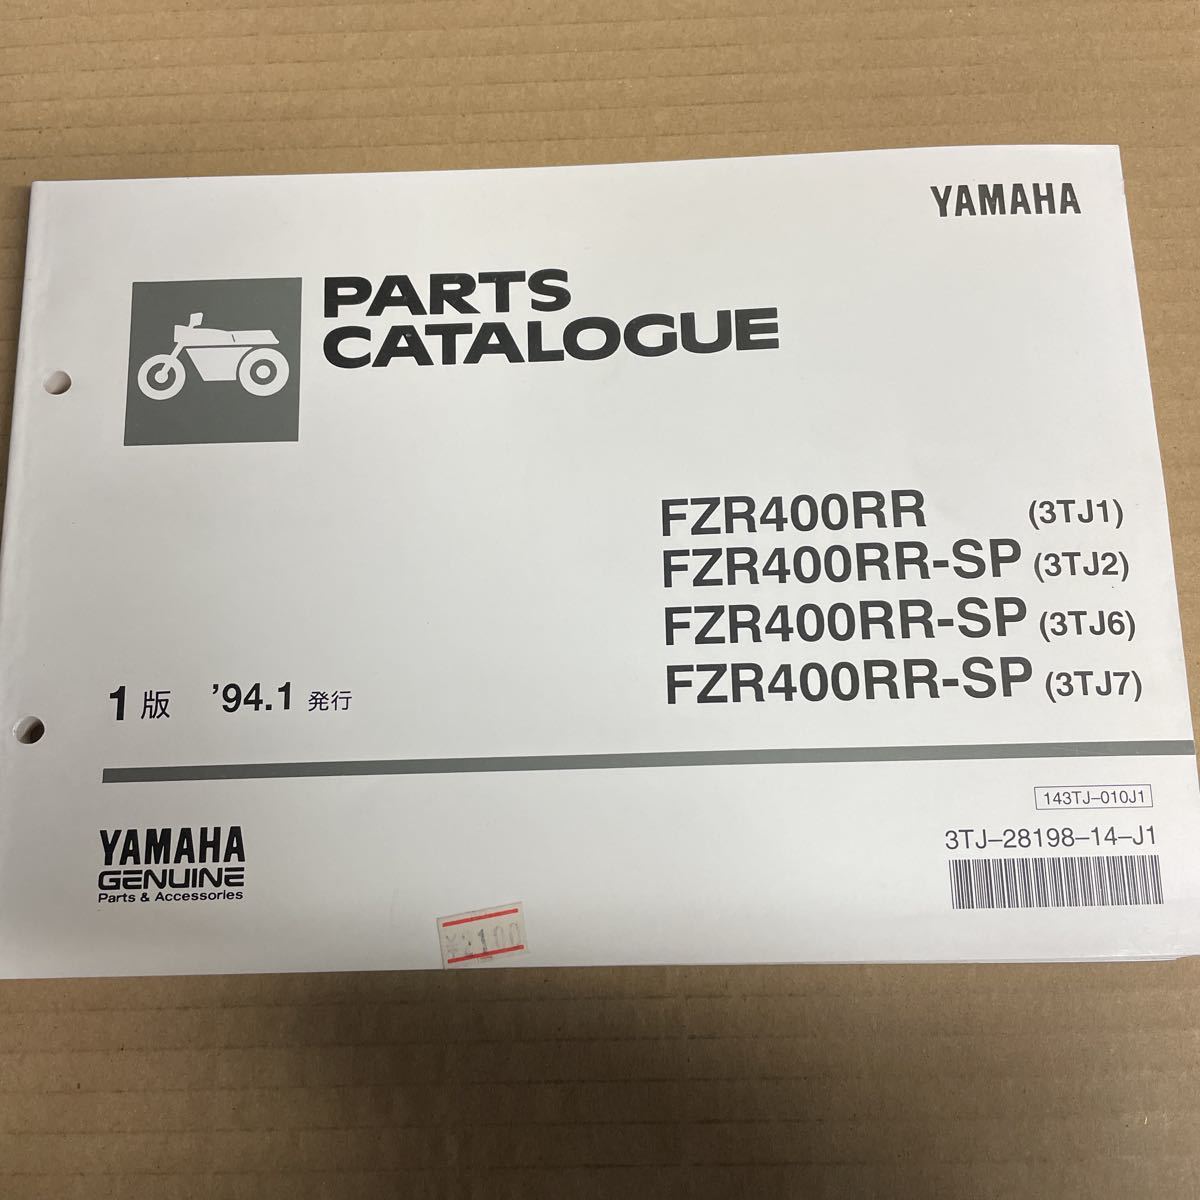 YAMAHA
PARTS
CATALOGUE
FZR400RR (3TJ1)
FZR400RR-SP (3TJ2)
FZR400RR-SP (3TJ6)
FZR400RR-SP (3TJ7)
1版 '94.1 発行
143TJ-010J1
3TJ-28198-14-J1
YAMAHA
GENUINE
Parts & Accessories
¥2100